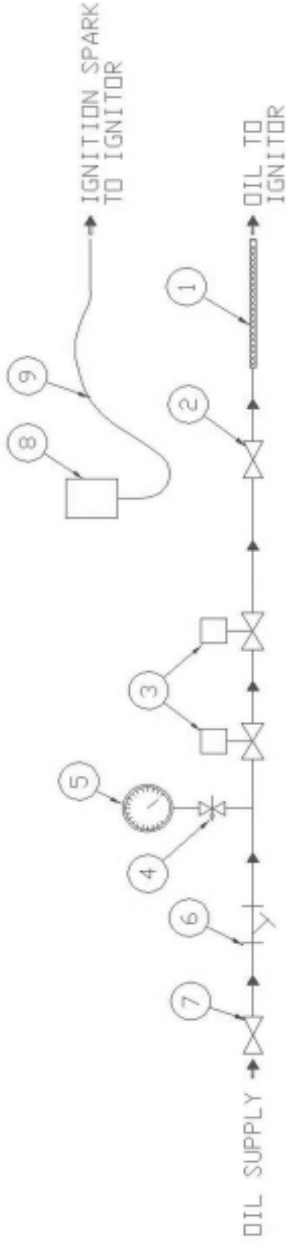 IGNITION SPARK
TO IGNITOR
OIL TO
IGNITOR
OIL SUPPLY
1
2
3
4
5
6
7
8
9